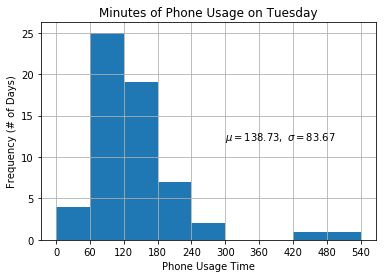 Minutes of Phone Usage on Tuesday
Frequency (# of Days)
25
20
15
10
5
0
μ = 138.73, σ = 83.67
0 60 120 180 240 300 360 420 480 540
Phone Usage Time